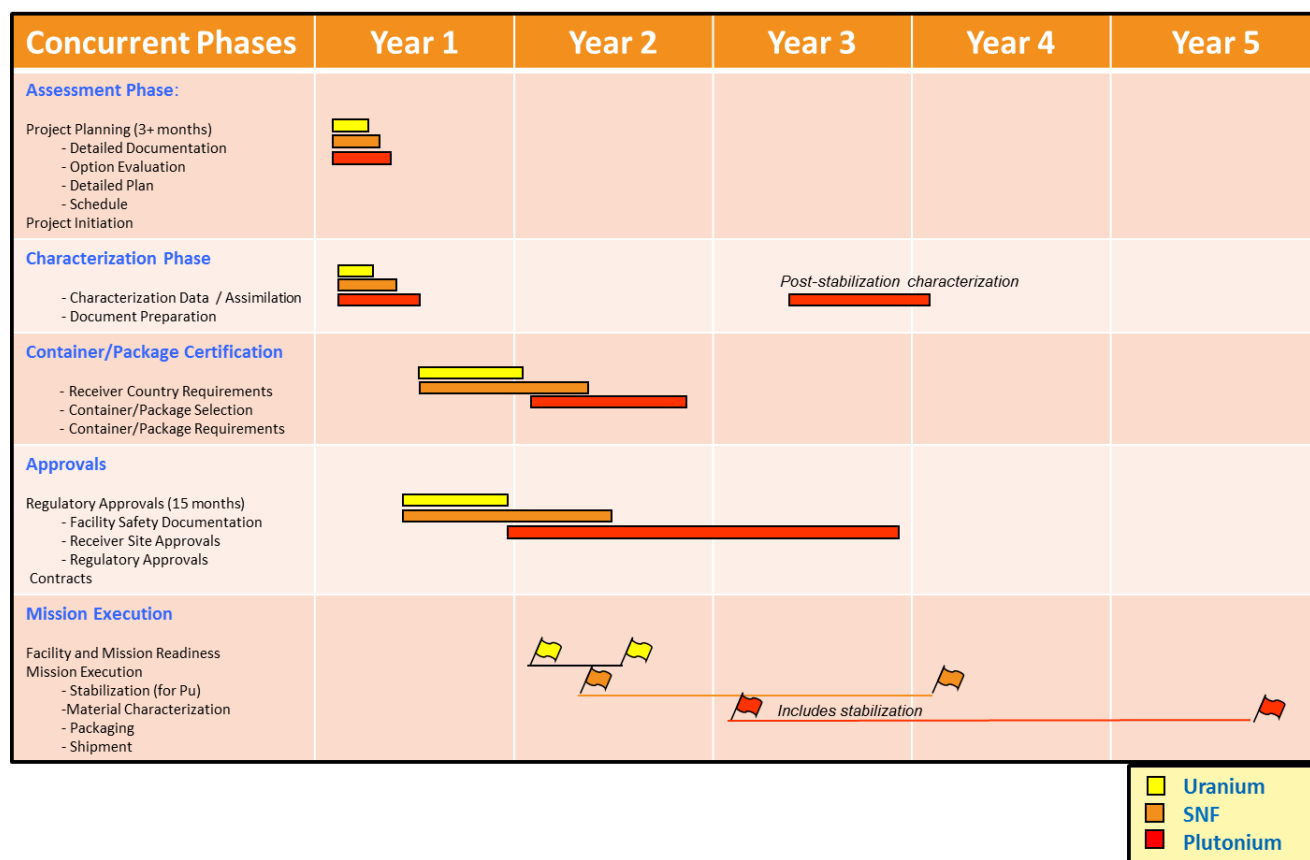 Concurrent Phases Year 1 Year 2 Year 3 Year 4 Year 5
Assessment Phase:
Project Planning (3+ months)
- Detailed Documentation
- Option Evaluation
- Detailed Plan
- Schedule
Project Initiation
Characterization Phase
- Characterization Data / Assimilation
- Document Preparation
Post-stabilization characterization
Container/Package Certification
- Receiver Country Requirements
- Container/Package Selection
- Container/Package Requirements
Approvals
Regulatory Approvals (15 months)
- Facility Safety Documentation
- Receiver Site Approvals
- Regulatory Approvals
Contracts
Mission Execution
Facility and Mission Readiness
Mission Execution
- Stabilization (for Pu)
-Material Characterization
- Packaging
- Shipment
Includes stabilization
Uranium
SNF
Plutonium